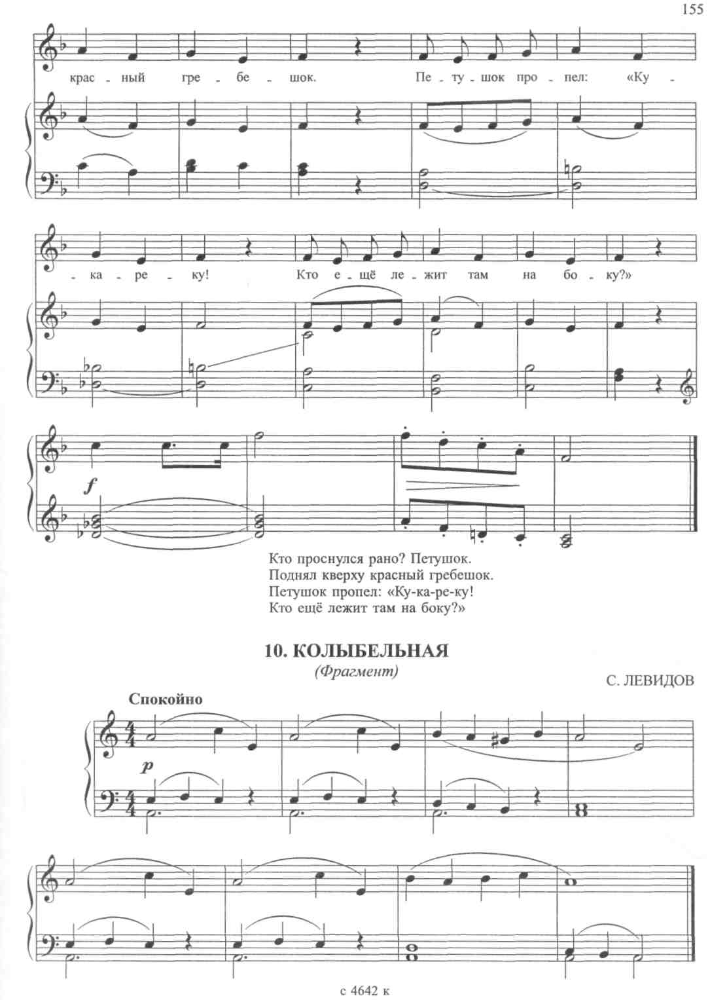 155
крас - ный гре - бе - шок. Пе - ту - шок про - пел: «Ку -
- ка - ре - ку! Кто е - щё ле - жит там на бо - ку?»
f
Кто проснулся рано? Петушок.
Поднял кверху красный гребешок.
Петушок пропел: «Ку-ка-ре-ку!
Кто ещё лежит там на боку?»
10. КОЛЫБЕЛЬНАЯ
(Фрагмент)
С. ЛЕВИДОВ
Спокойно
4 4
p
4 4
с 4642 к